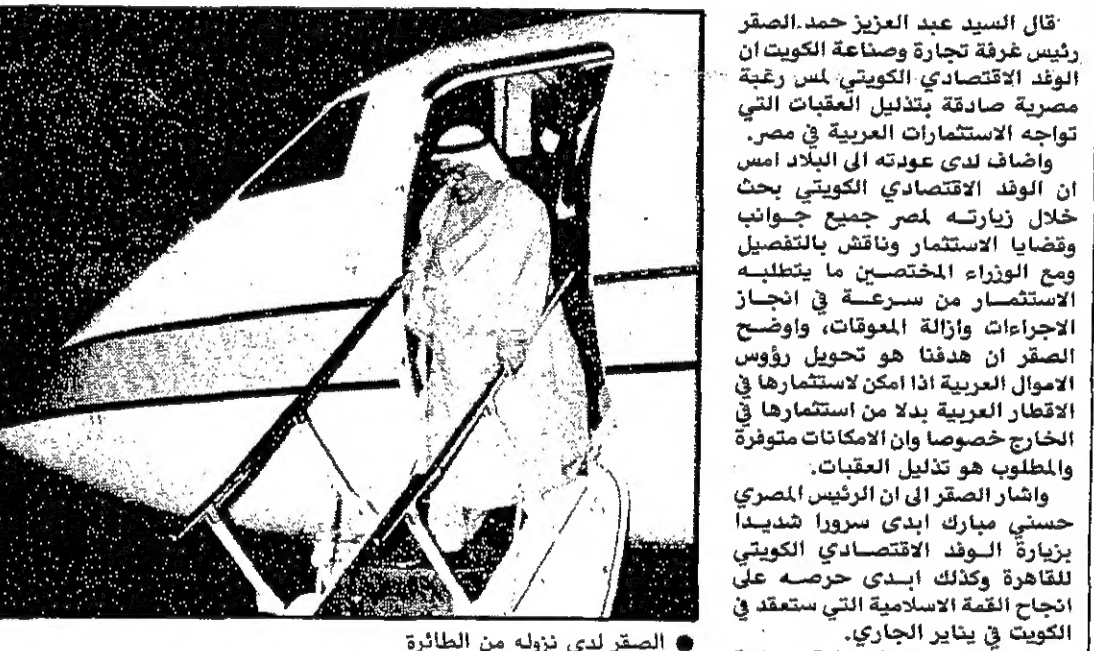 قال السيد عبد العزيز حمد الصقر
رئيس غرفة تجارة وصناعة الكويت ان
الوفد الاقتصادي الكويتي لمس رغبة
مصرية صادقة بتذليل العقبات التي
تواجه الاستثمارات العربية في مصر.
واضاف لدى عودته الى البلاد امس
ان الوفد الاقتصادي الكويتي بحث
خلال زيارته لمصر جميع جوانب
وقضايا الاستثمار وناقش بالتفصيل
ومع الوزراء المختصين ما يتطلبه
الاستثمار من سرعة في انجاز
الاجراءات وازالة المعوقات، واوضح
الصقر ان هدفنا هو تحويل رؤوس
الاموال العربية اذا امكن لاستثمارها في
الاقطار العربية بدلا من استثمارها في
الخارج خصوصا وان الامكانات متوفرة
والمطلوب هو تذليل العقبات.
واشار الصقر الى ان الرئيس المصري
حسني مبارك ابدى سرورا شديدا
بزيارة الوفد الاقتصادي الكويتي
للقاهرة وكذلك ابدى حرصه على
انجاح القمة الاسلامية التي ستعقد في
الكويت في يناير الجاري.
● الصقر لدى نزوله من الطائرة